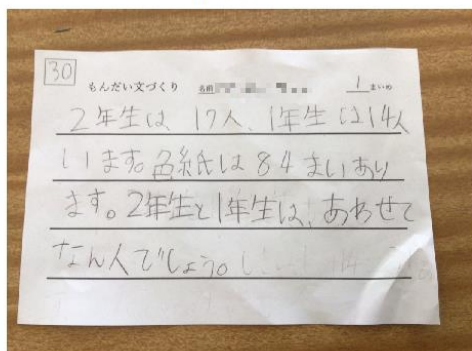 30
もんだい文づくり 名前 1 まいめ
2年生は 17人、1年生は14人
います。色紙は84まいあり
ます。2年生と1年生は、あわせて
なん人でしょう。